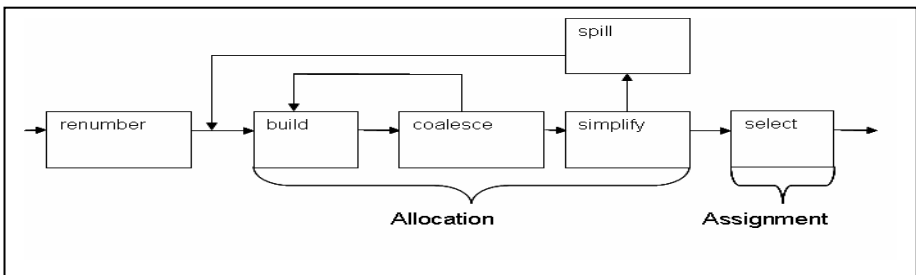 spill
renumber
build
coalesce
simplify
select
Allocation
Assignment